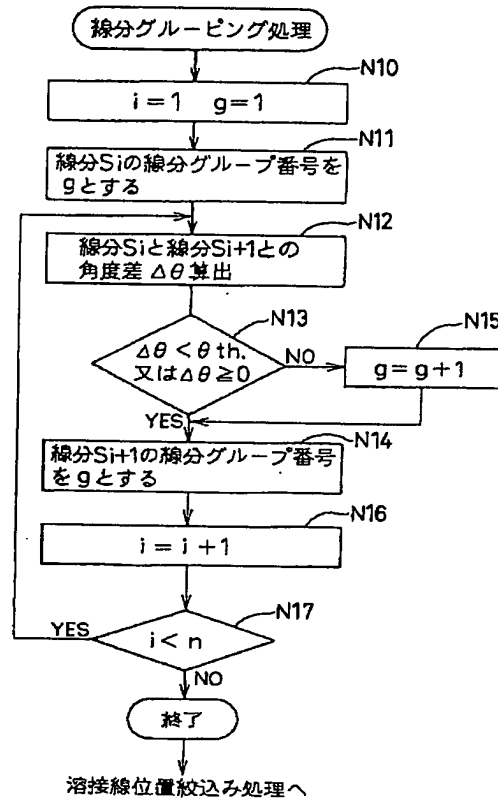 線分グルーピング処理
N10
i=1 g=1
N11
線分Siの線分グループ番号を
gとする
N12
線分Siと線分Si+1との
角度差Δθ算出
N13
Δθ<θth.
又はΔθ≧0
NO
N15
g=g+1
YES
N14
線分Si+1の線分グループ番号
をgとする
N16
i=i+1
N17
i<n
YES
NO
終了
溶接線位置絞込み処理へ